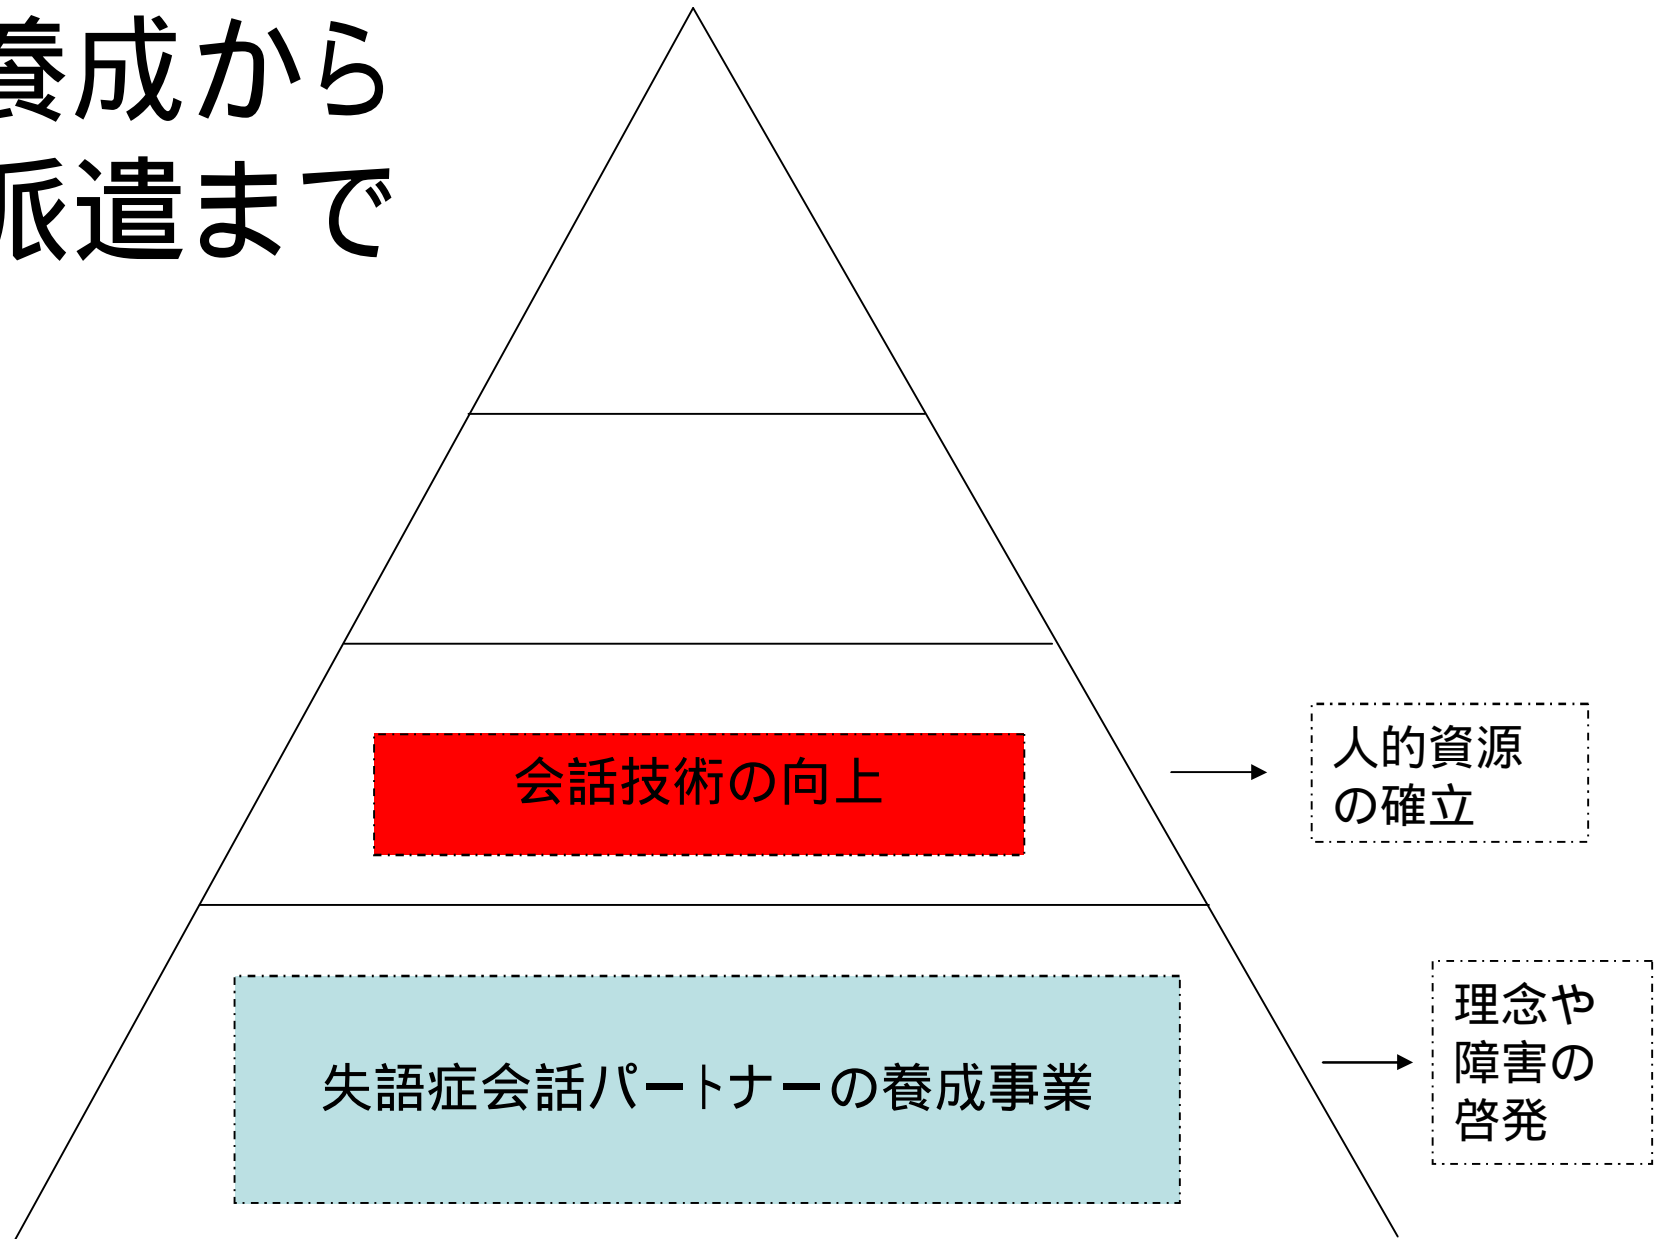 養成から
派遣まで
会話技術の向上
人的資源
の確立
失語症会話パートナーの養成事業
理念や
障害の
啓発